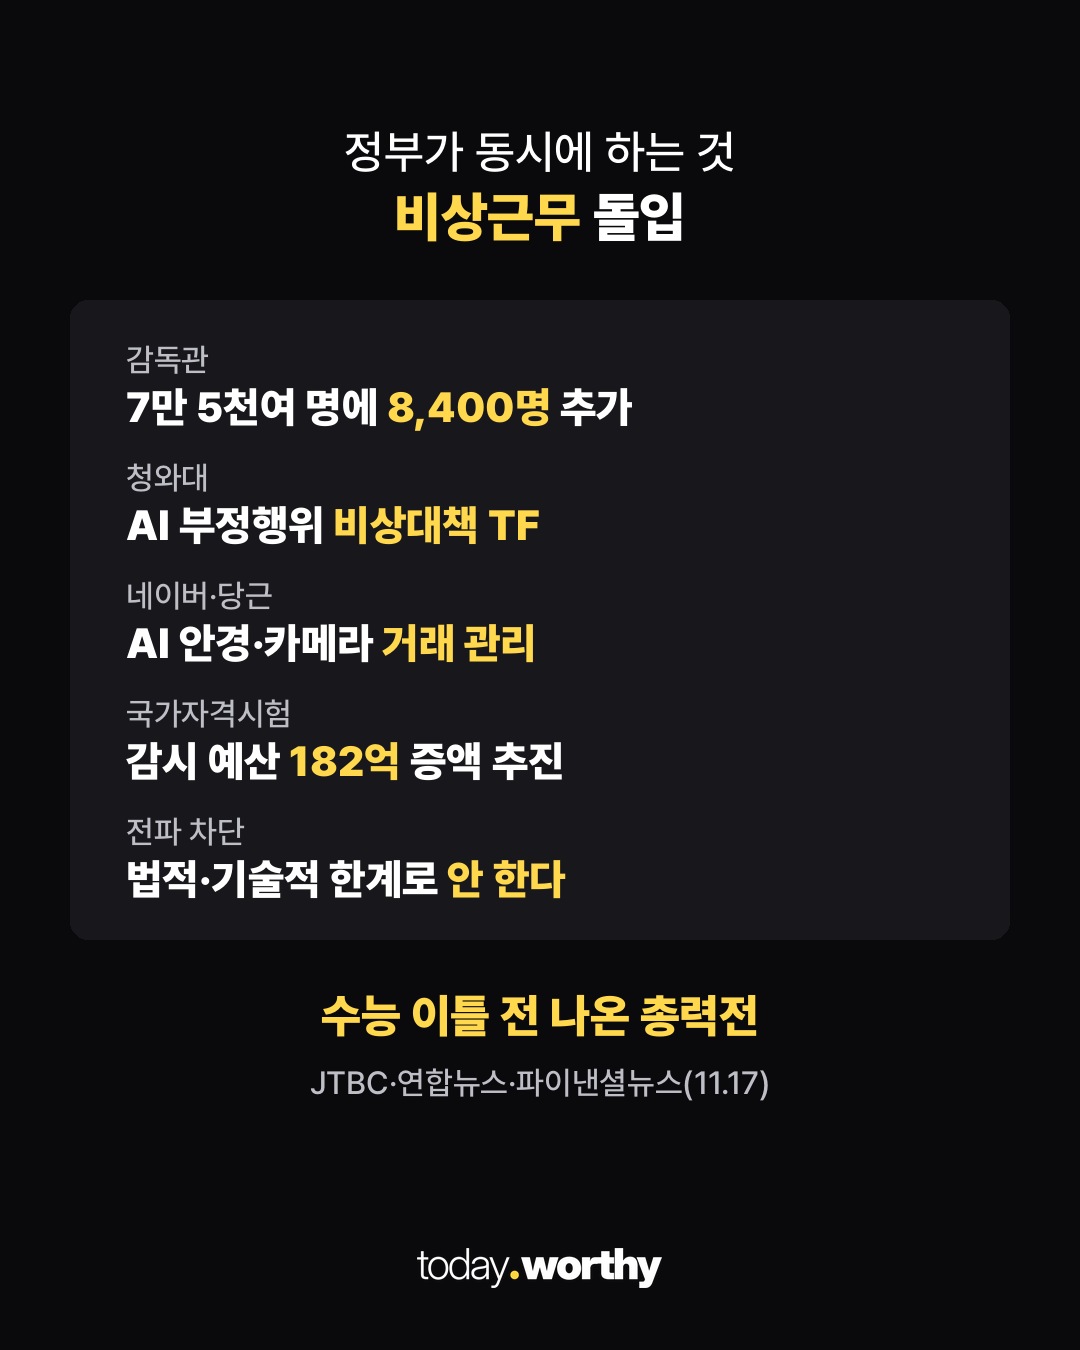 정부가 동시에 하는 것
비상근무 돌입
감독관
7만 5천여 명에 8,400명 추가
청와대
AI 부정행위 비상대책 TF
네이버·당근
AI 안경·카메라 거래 관리
국가자격시험
감시 예산 182억 증액 추진
전파 차단
법적·기술적 한계로 안 한다
수능 이틀 전 나온 총력전
JTBC·연합뉴스·파이낸셜뉴스(11.17)
today.worthy